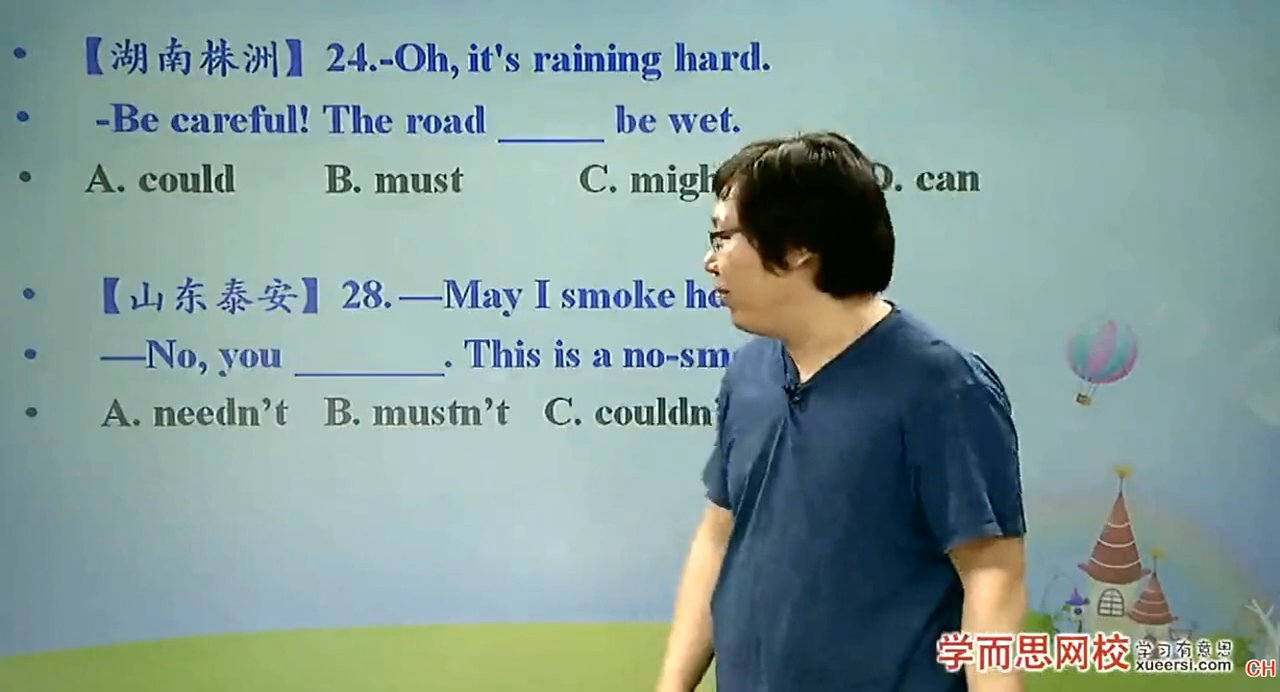 【湖南株洲】24.-Oh, it's raining hard.
-Be careful! The road _____ be wet.
A. could B. must C. migh D. can
【山东泰安】28.—May I smoke he
—No, you _______. This is a no-sm
A. needn't B. mustn't C. couldn'
学而思网校 学习有意思
xueersi.com
CH